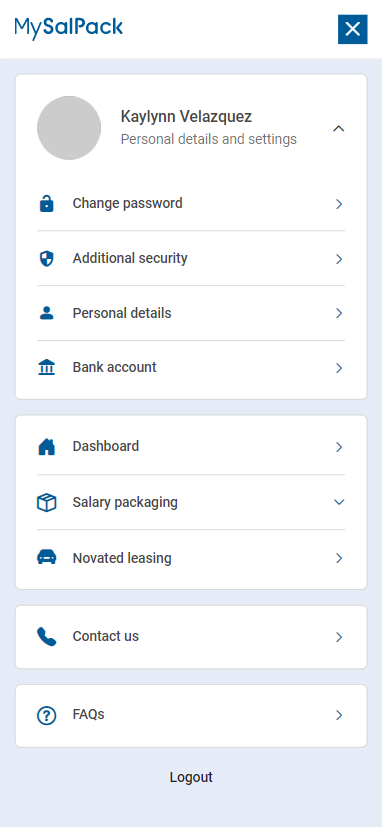 MySalPack
Kaylynn Velazquez
Personal details and settings
Change password
Additional security
Personal details
Bank account
Dashboard
Salary packaging
Novated leasing
Contact us
FAQs
Logout